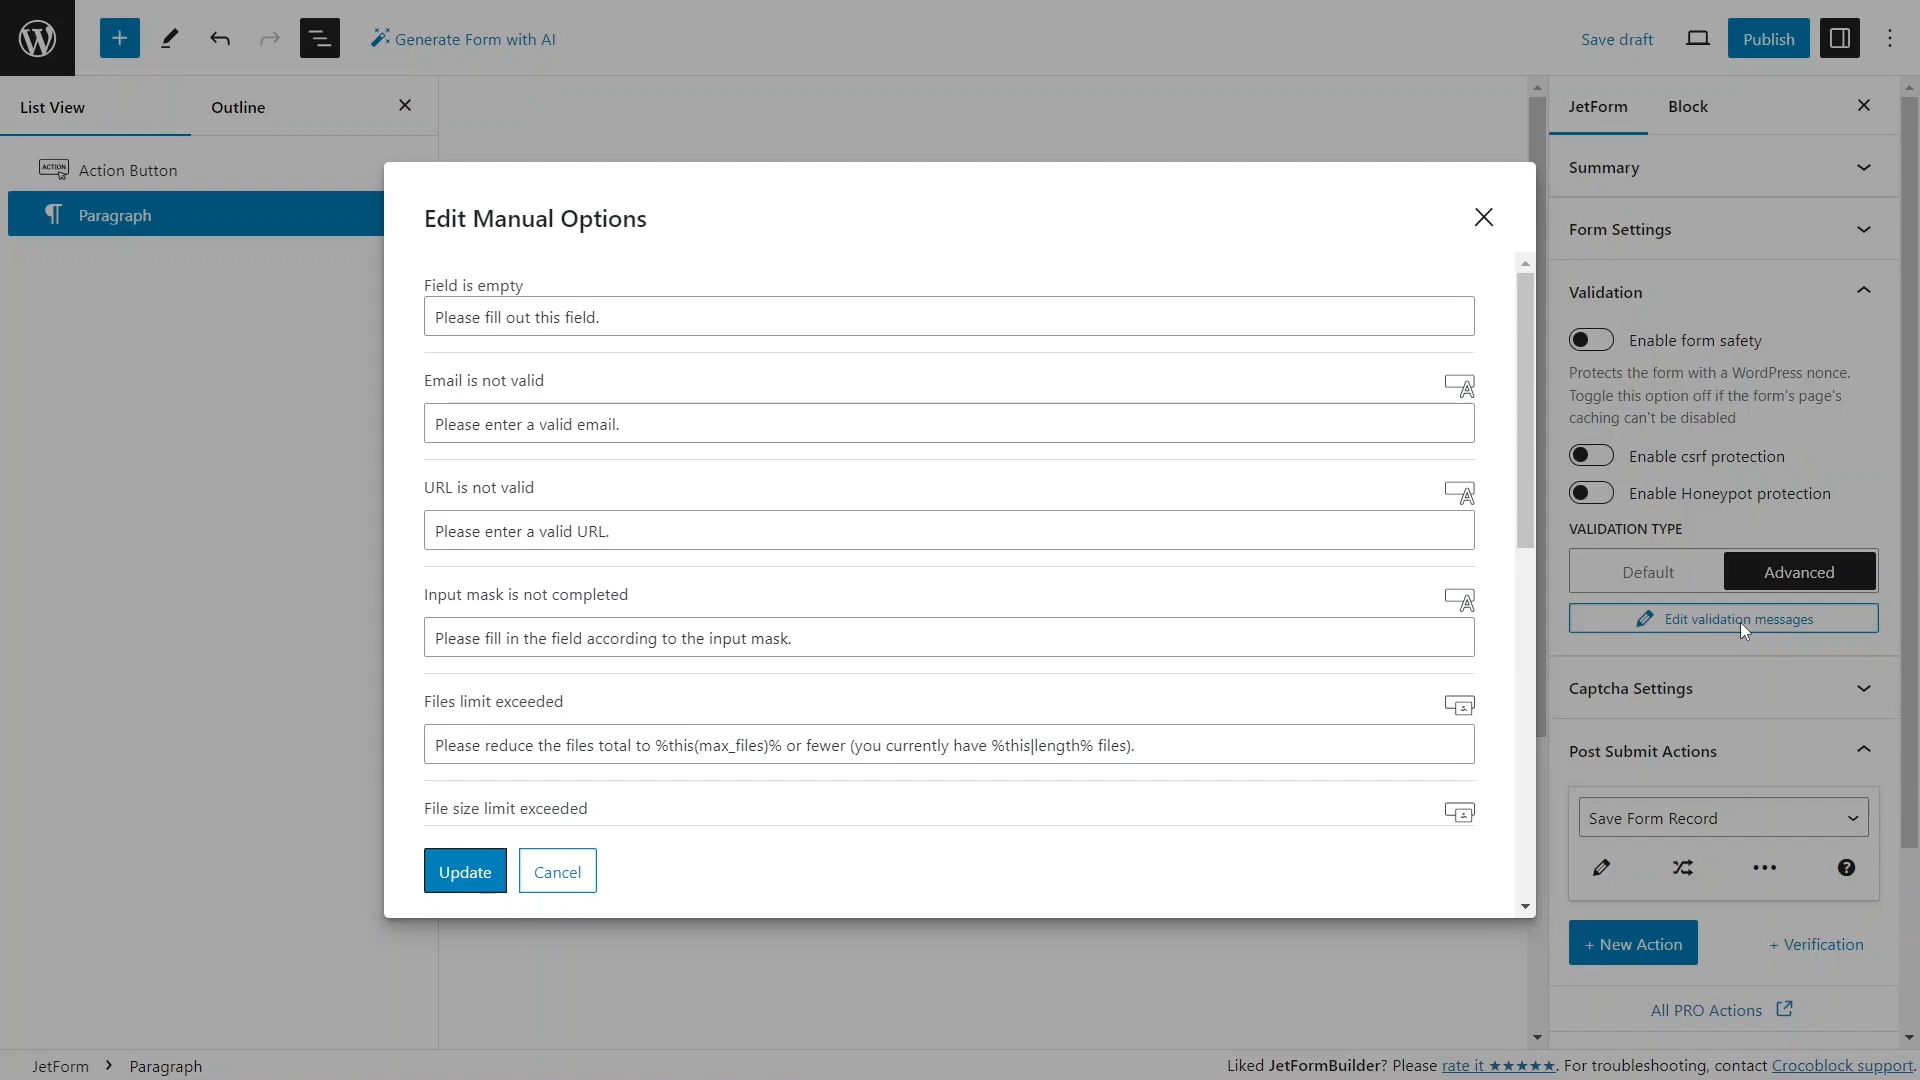 Generate Form with AI
Save draft
Publish
List View
Outline
ACTION
Action Button
Paragraph
Edit Manual Options
Field is empty
Please fill out this field.
Email is not valid
Please enter a valid email.
URL is not valid
Please enter a valid URL.
Input mask is not completed
Please fill in the field according to the input mask.
Files limit exceeded
Please reduce the files total to %this(max_files)% or fewer (you currently have %this|length% files).
File size limit exceeded
Update
Cancel
JetForm
Block
Summary
Form Settings
Validation
Enable form safety
Protects the form with a WordPress nonce.
Toggle this option off if the form's page's
caching can't be disabled
Enable csrf protection
Enable Honeypot protection
VALIDATION TYPE
Default
Advanced
Edit validation messages
Captcha Settings
Post Submit Actions
Save Form Record
+ New Action
+ Verification
All PRO Actions
JetForm > Paragraph
Liked JetFormBuilder? Please rate it ★★★★★. For troubleshooting, contact Crocoblock support.